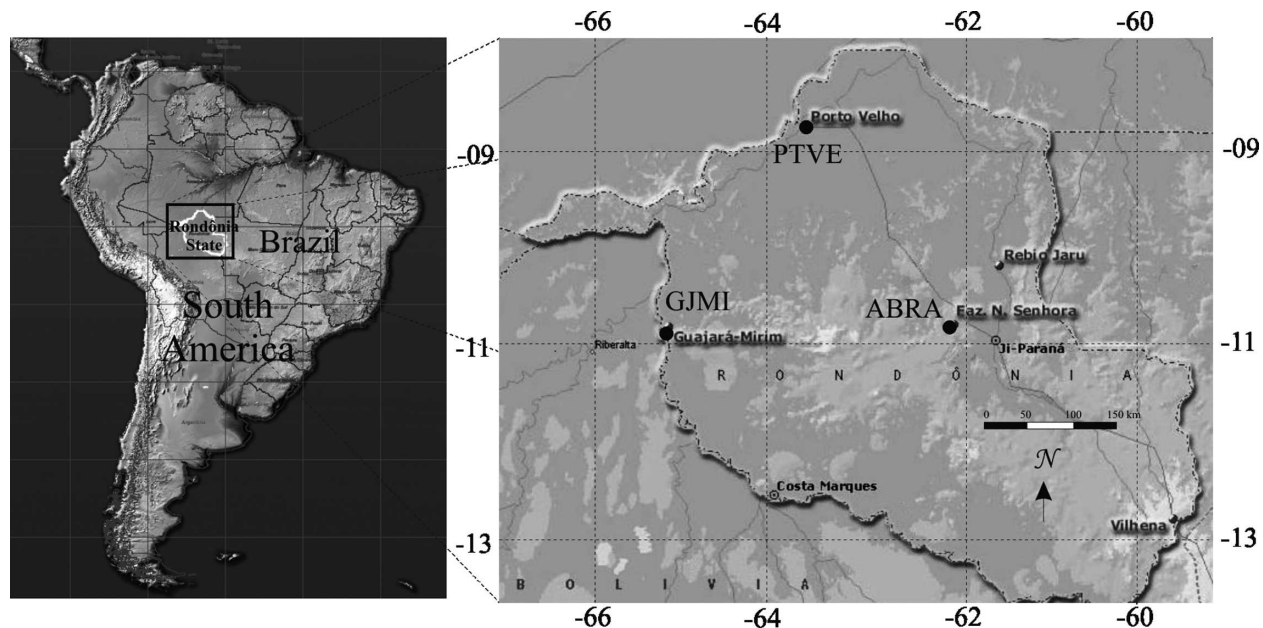 -66
-64
-62
-60
Porto Velho
-09
PTVE
-09
Rondônia
State
Brazil
Rebio Jaru
South
America
GJMI
ABRA
Faz. N. Senhora
Guajará-Mirim
Riberalta
Ji-Paraná
-11
-11
R O N D Ô N I A
0 50 100 150 km
N
Costa Marques
Vilhena
-13
-13
B O L I V I A
-66
-64
-62
-60